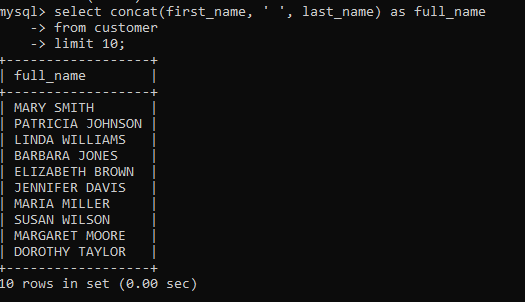 mysql> select concat(first_name, ' ', last_name) as full_name
    -> from customer
    -> limit 10;
+------------------+
| full_name        |
+------------------+
| MARY SMITH       |
| PATRICIA JOHNSON |
| LINDA WILLIAMS   |
| BARBARA JONES    |
| ELIZABETH BROWN  |
| JENNIFER DAVIS   |
| MARIA MILLER     |
| SUSAN WILSON     |
| MARGARET MOORE   |
| DOROTHY TAYLOR   |
+------------------+
10 rows in set (0.00 sec)